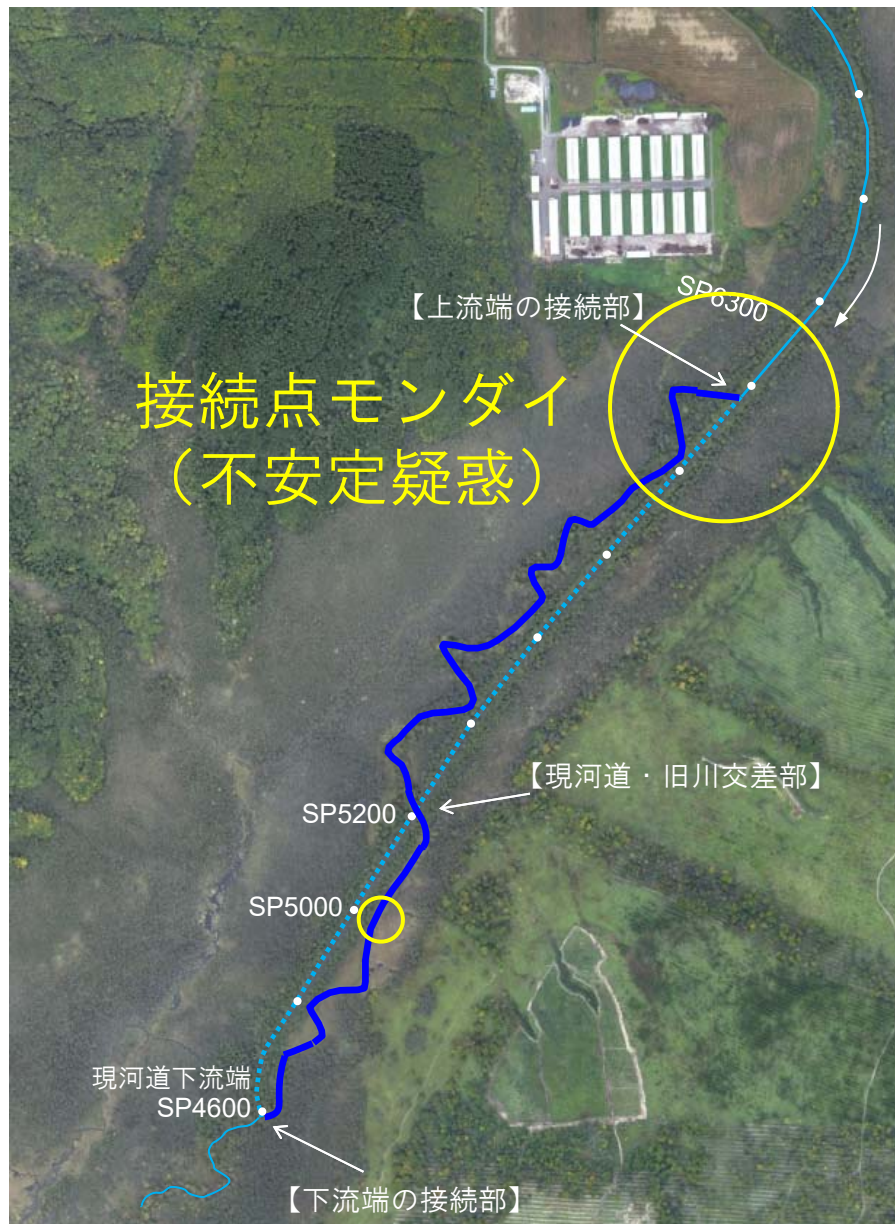 SP6300
【上流端の接続部】
接続点モンダイ
（不安定疑惑）
【現河道・旧川交差部】
SP5200
SP5000
現河道下流端
SP4600
【下流端の接続部】